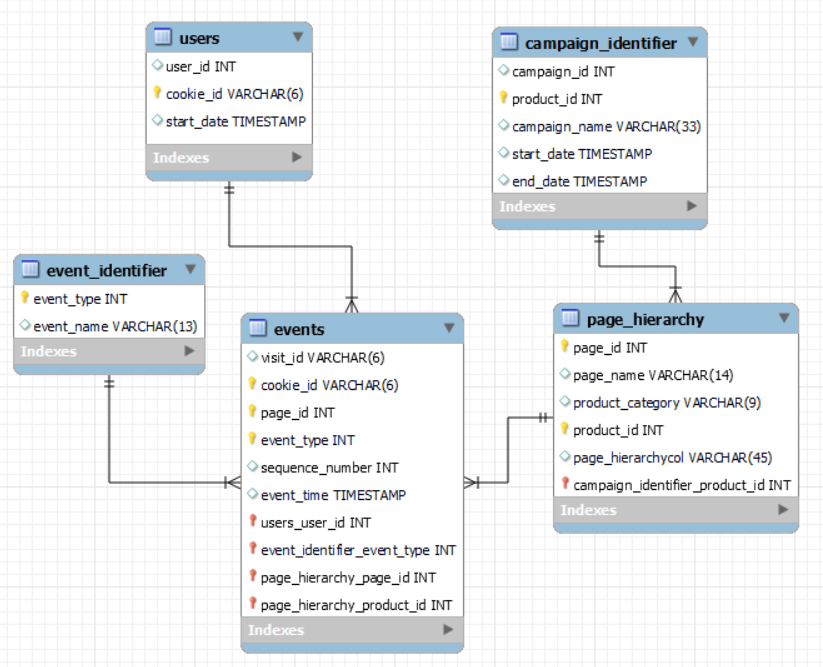 users
user_id INT
cookie_id VARCHAR(6)
start_date TIMESTAMP
Indexes
campaign_identifier
campaign_id INT
product_id INT
campaign_name VARCHAR(33)
start_date TIMESTAMP
end_date TIMESTAMP
Indexes
event_identifier
event_type INT
event_name VARCHAR(13)
Indexes
events
visit_id VARCHAR(6)
cookie_id VARCHAR(6)
page_id INT
event_type INT
sequence_number INT
event_time TIMESTAMP
users_user_id INT
event_identifier_event_type INT
page_hierarchy_page_id INT
page_hierarchy_product_id INT
Indexes
page_hierarchy
page_id INT
page_name VARCHAR(14)
product_category VARCHAR(9)
product_id INT
page_hierarchycol VARCHAR(45)
campaign_identifier_product_id INT
Indexes